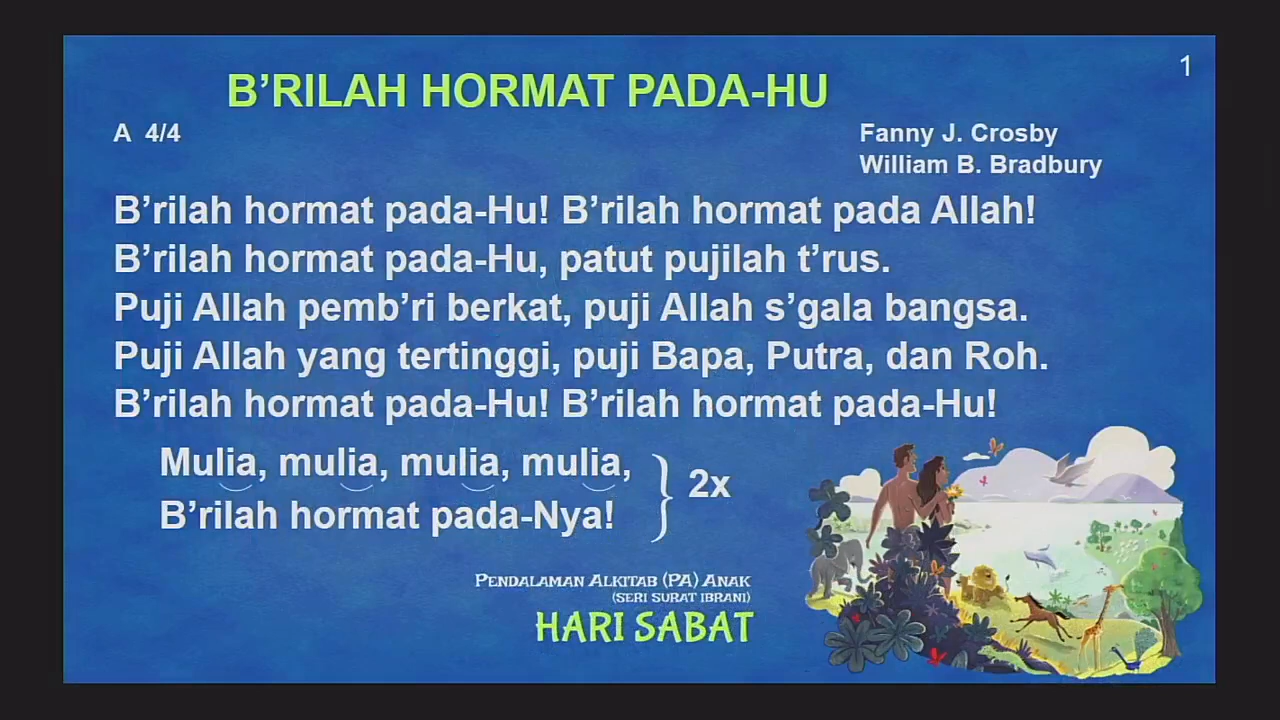 1
B’RILAH HORMAT PADA-HU
A 4/4
Fanny J. Crosby
William B. Bradbury
B’rilah hormat pada-Hu! B’rilah hormat pada Allah!
B’rilah hormat pada-Hu, patut pujilah t’rus.
Puji Allah pemb’ri berkat, puji Allah s’gala bangsa.
Puji Allah yang tertinggi, puji Bapa, Putra, dan Roh.
B’rilah hormat pada-Hu! B’rilah hormat pada-Hu!
Mulia, mulia, mulia, mulia,
B’rilah hormat pada-Nya!
2x
PENDALAMAN ALKITAB (PA) ANAK
(SERI SURAT IBRANI)
HARI SABAT